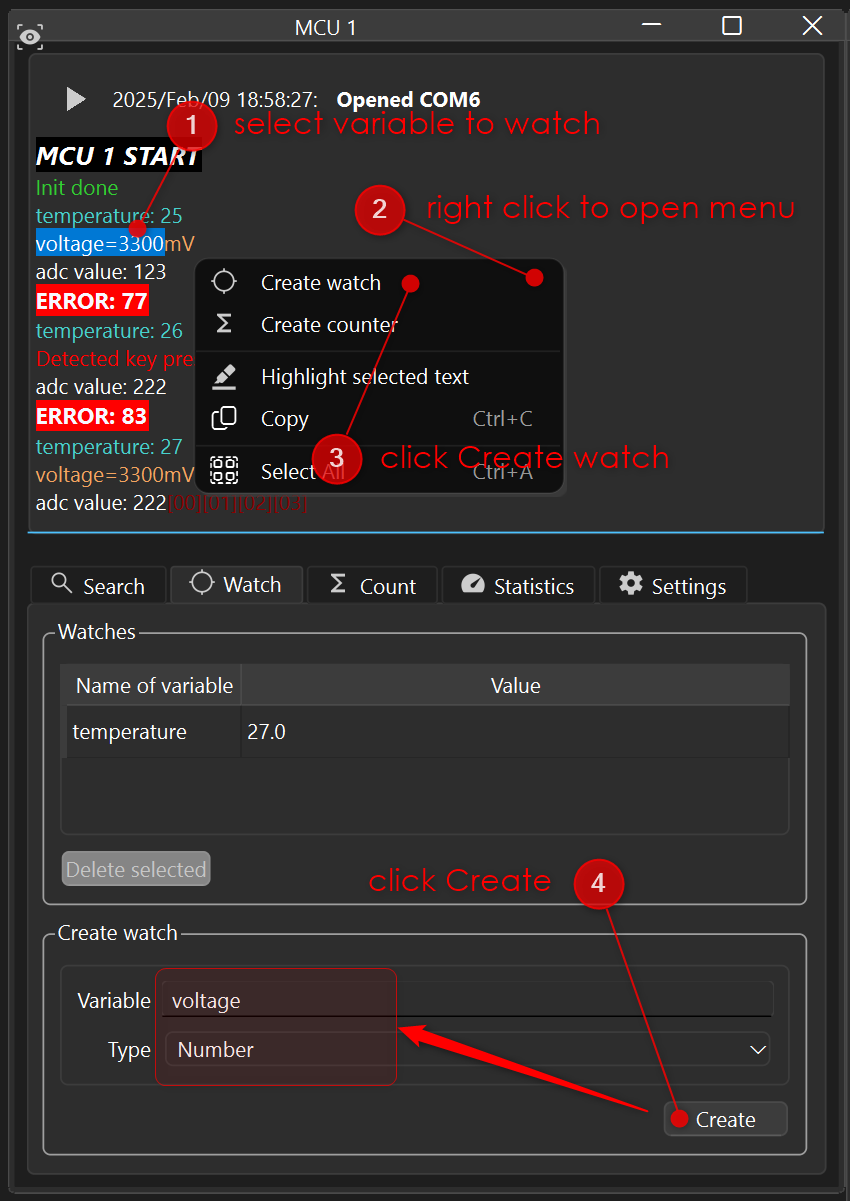 MCU 1
2025/Feb/09 18:58:27: Opened COM6
1 select variable to watch
MCU 1 START
Init done
2 right click to open menu
temperature: 25
voltage=3300mV
adc value: 123
Create watch
ERROR: 77
Create counter
temperature: 26
Detected key pre
Highlight selected text
adc value: 222
ERROR: 83
Copy Ctrl+C
temperature: 27
3 click Create watch
voltage=3300mV
Select All Ctrl+A
adc value: 222[00][01][02][03]
Search Watch Count Statistics Settings
Watches
Name of variable Value
temperature 27.0
Delete selected
click Create 4
Create watch
Variable voltage
Type Number
Create